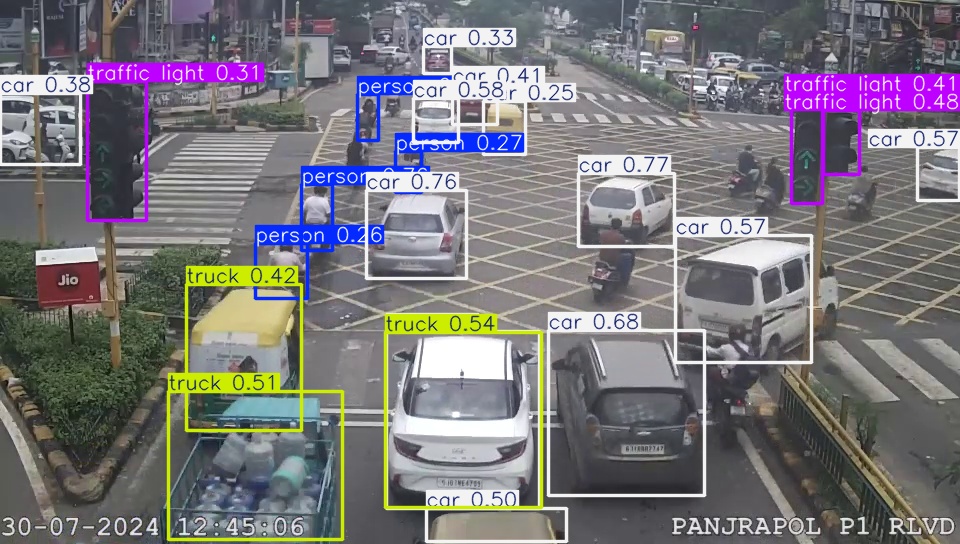 car 0.33
car 0.41
car 0.58
r 0.25
traffic light 0.31
car 0.38
perso
traffic light 0.41
traffic light 0.48
person 0.27
car 0.57
car 0.77
person
car 0.76
car 0.57
person 0.26
Jio
truck 0.42
truck 0.54
car 0.68
truck 0.51
car 0.50
30-07-2024 12:45:06
PANJRAPOL P1 RLVD